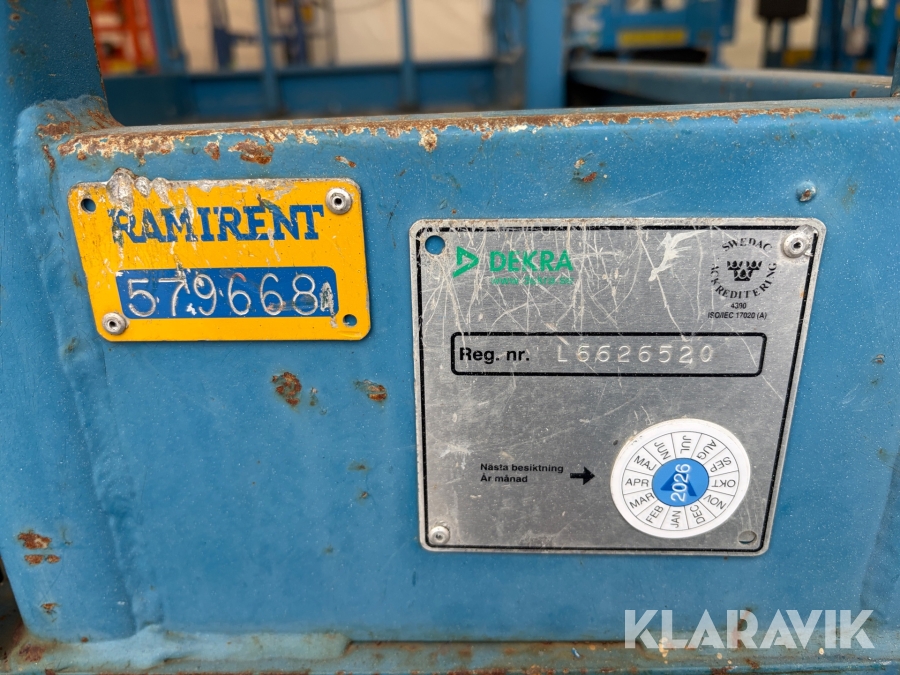 RAMIRENT
579668
DEKRA
SWEDAC
ACKREDITERING
4390
ISO/IEC 17020 (A)
Reg. nr. L6626520
Nästa besiktning
År månad
JAN FEB MAR APR MAJ JUN JUL AUG SEP OKT NOV DEC
2026
KLARAVIK